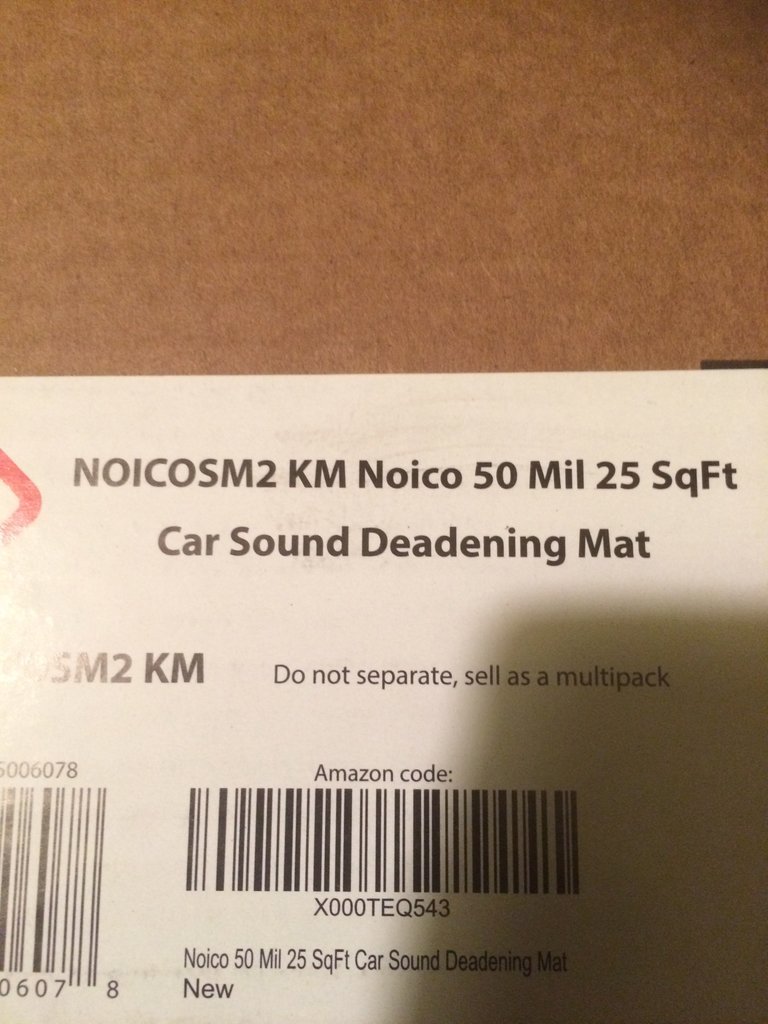 NOICOSM2 KM Noico 50 Mil 25 SqFt
Car Sound Deadening Mat
OSM2 KM
Do not separate, sell as a multipack
5006078
Amazon code:
X000TEQ543
0607 8
Noico 50 Mil 25 SqFt Car Sound Deadening Mat
New